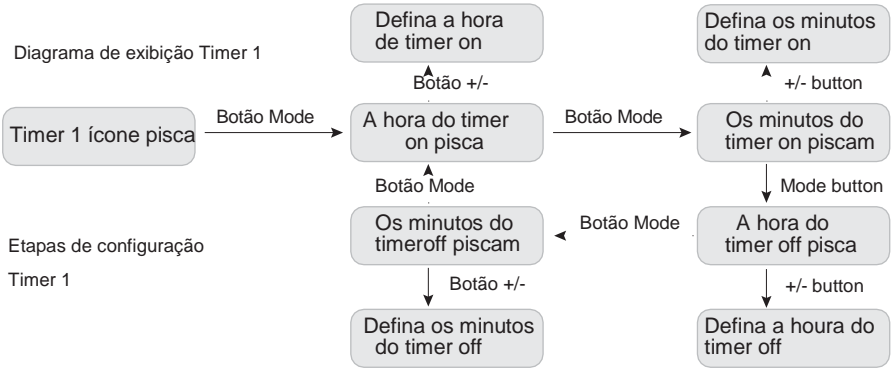 Defina a hora
de timer on
Defina os minutos
do timer on
Diagrama de exibição Timer 1
Botão +/-
+/- button
Timer 1 ícone pisca
Botão Mode
A hora do timer
on pisca
Botão Mode
Os minutos do
timer on piscam
Botão Mode
Mode button
Os minutos do
timeroff piscam
Botão Mode
A hora do
timer off pisca
Etapas de configuração
Timer 1
Botão +/-
+/- button
Defina os minutos
do timer off
Defina a houra do
timer off